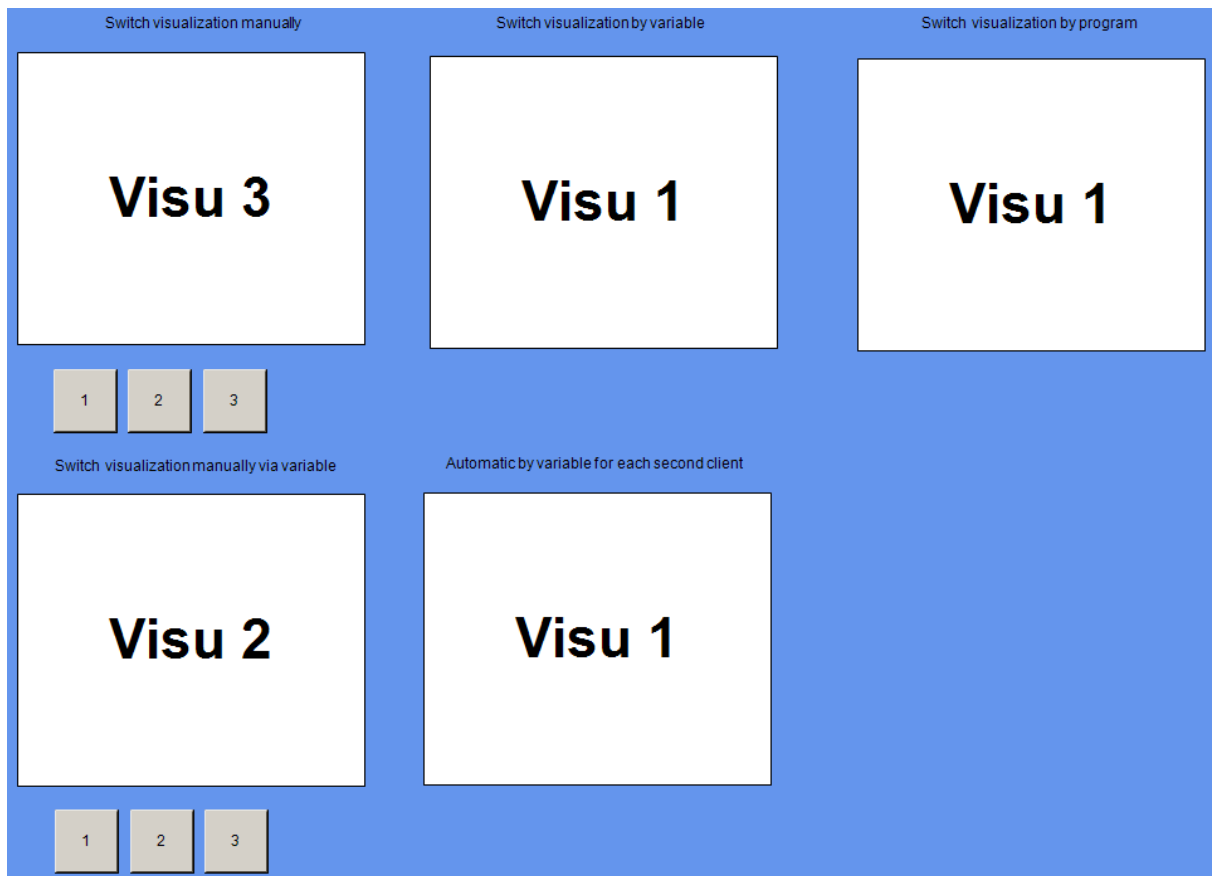 Switch visualization manually
Switch visualization by variable
Switch visualization by program
Visu 3
Visu 1
Visu 1
1
2
3
Switch visualization manually via variable
Automatic by variable for each second client
Visu 2
Visu 1
1
2
3